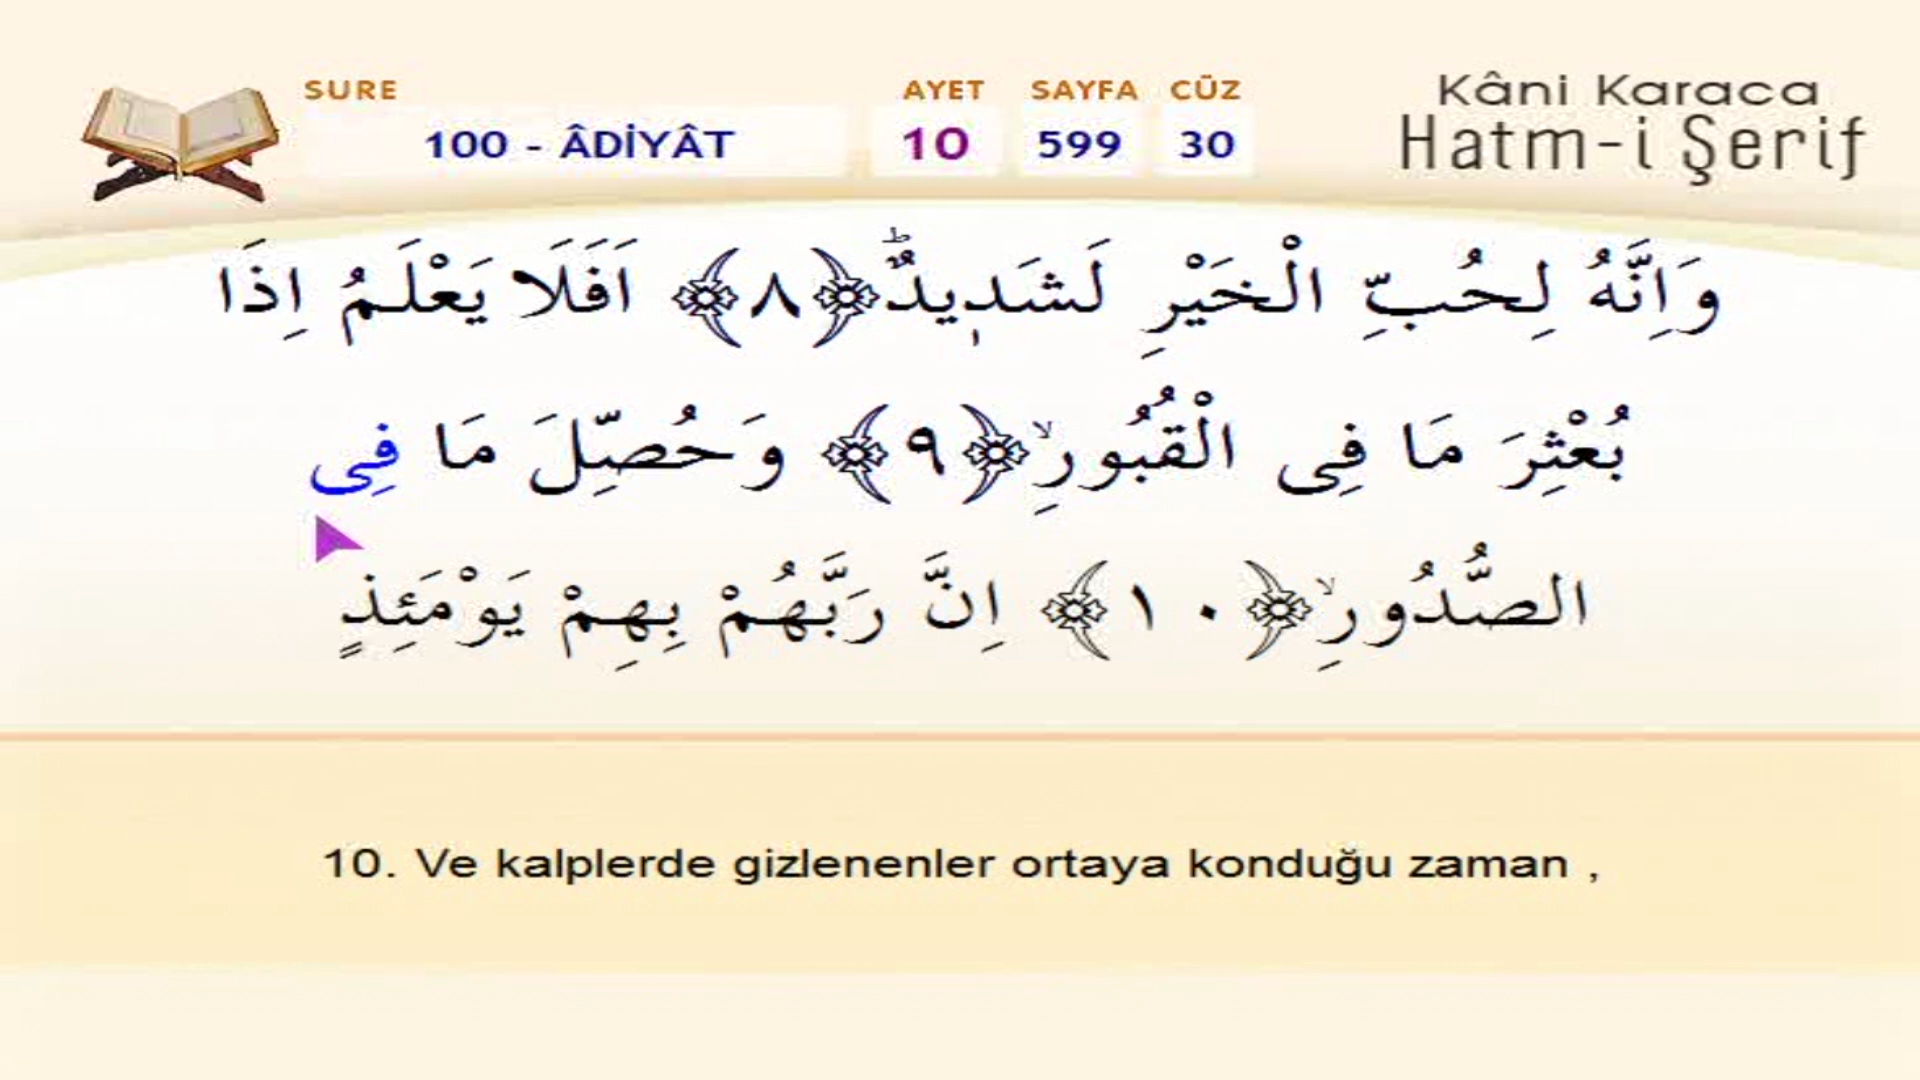 SURE AYET SAYFA CÜZ
100 - ÂDİYÂT 10 599 30
Kâni Karaca
Hatm-i Şerif
وَاِنَّهُ لِحُبِّ الْخَيْرِ لَشَدٖيدٌؕ ﴿٨﴾ اَفَلَا يَعْلَمُ اِذَا
بُعْثِرَ مَا فِى الْقُبُورِۙ ﴿٩﴾ وَحُصِّلَ مَا فِى
الصُّدُورِۙ ﴿١٠﴾ اِنَّ رَبَّهُمْ بِهِمْ يَوْمَئِذٍ
10. Ve kalplerde gizlenenler ortaya konduğu zaman ,